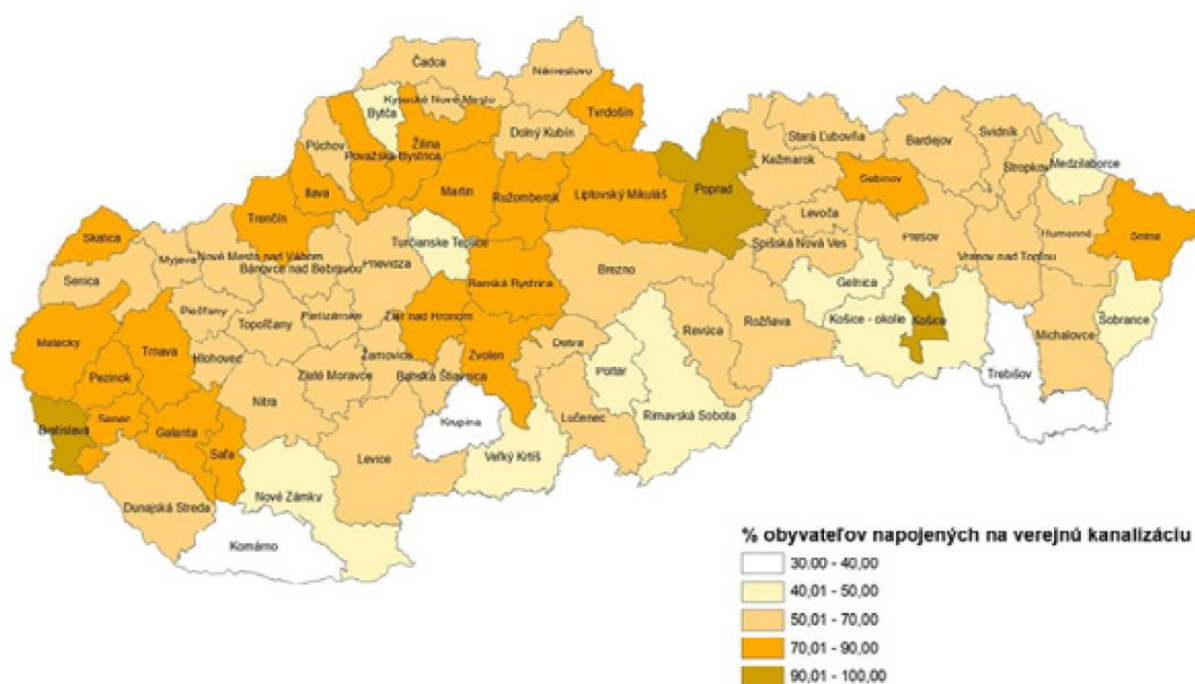 Čadca
Námestovo
Kysucké Nové Mesto
Bytča
Tvrdošín
Dolný Kubín
Žilina
Púchov
Považská Bystrica
Stará Ľubovňa
Bardejov
Svidník
Stropkov
Medzilaborce
Kežmarok
Ilava
Martin
Ružomberok
Liptovský Mikuláš
Poprad
Sabinov
Trenčín
Levoča
Skalica
Turčianske Teplice
Spišská Nová Ves
Prešov
Humenné
Snina
Myjava
Nové Mesto nad Váhom
Bánovce nad Bebravou
Prievidza
Brezno
Vranov nad Topľou
Senica
Banská Bystrica
Gelnica
Piešťany
Topoľčany
Partizánske
Žiar nad Hronom
Košice - okolie
Košice
Sobrance
Malacky
Trnava
Hlohovec
Žarnovica
Zvolen
Detva
Revúca
Rožňava
Michalovce
Pezinok
Zlaté Moravce
Banská Štiavnica
Poltár
Trebišov
Nitra
Bratislava
Senec
Galanta
Šaľa
Krupina
Lučenec
Rimavská Sobota
Levice
Veľký Krtíš
Nové Zámky
Dunajská Streda
Komárno
% obyvateľov napojených na verejnú kanalizáciu
30.00 - 40,00
40,01 - 50,00
50,01 - 70,00
70,01 - 90,00
90,01 - 100,00